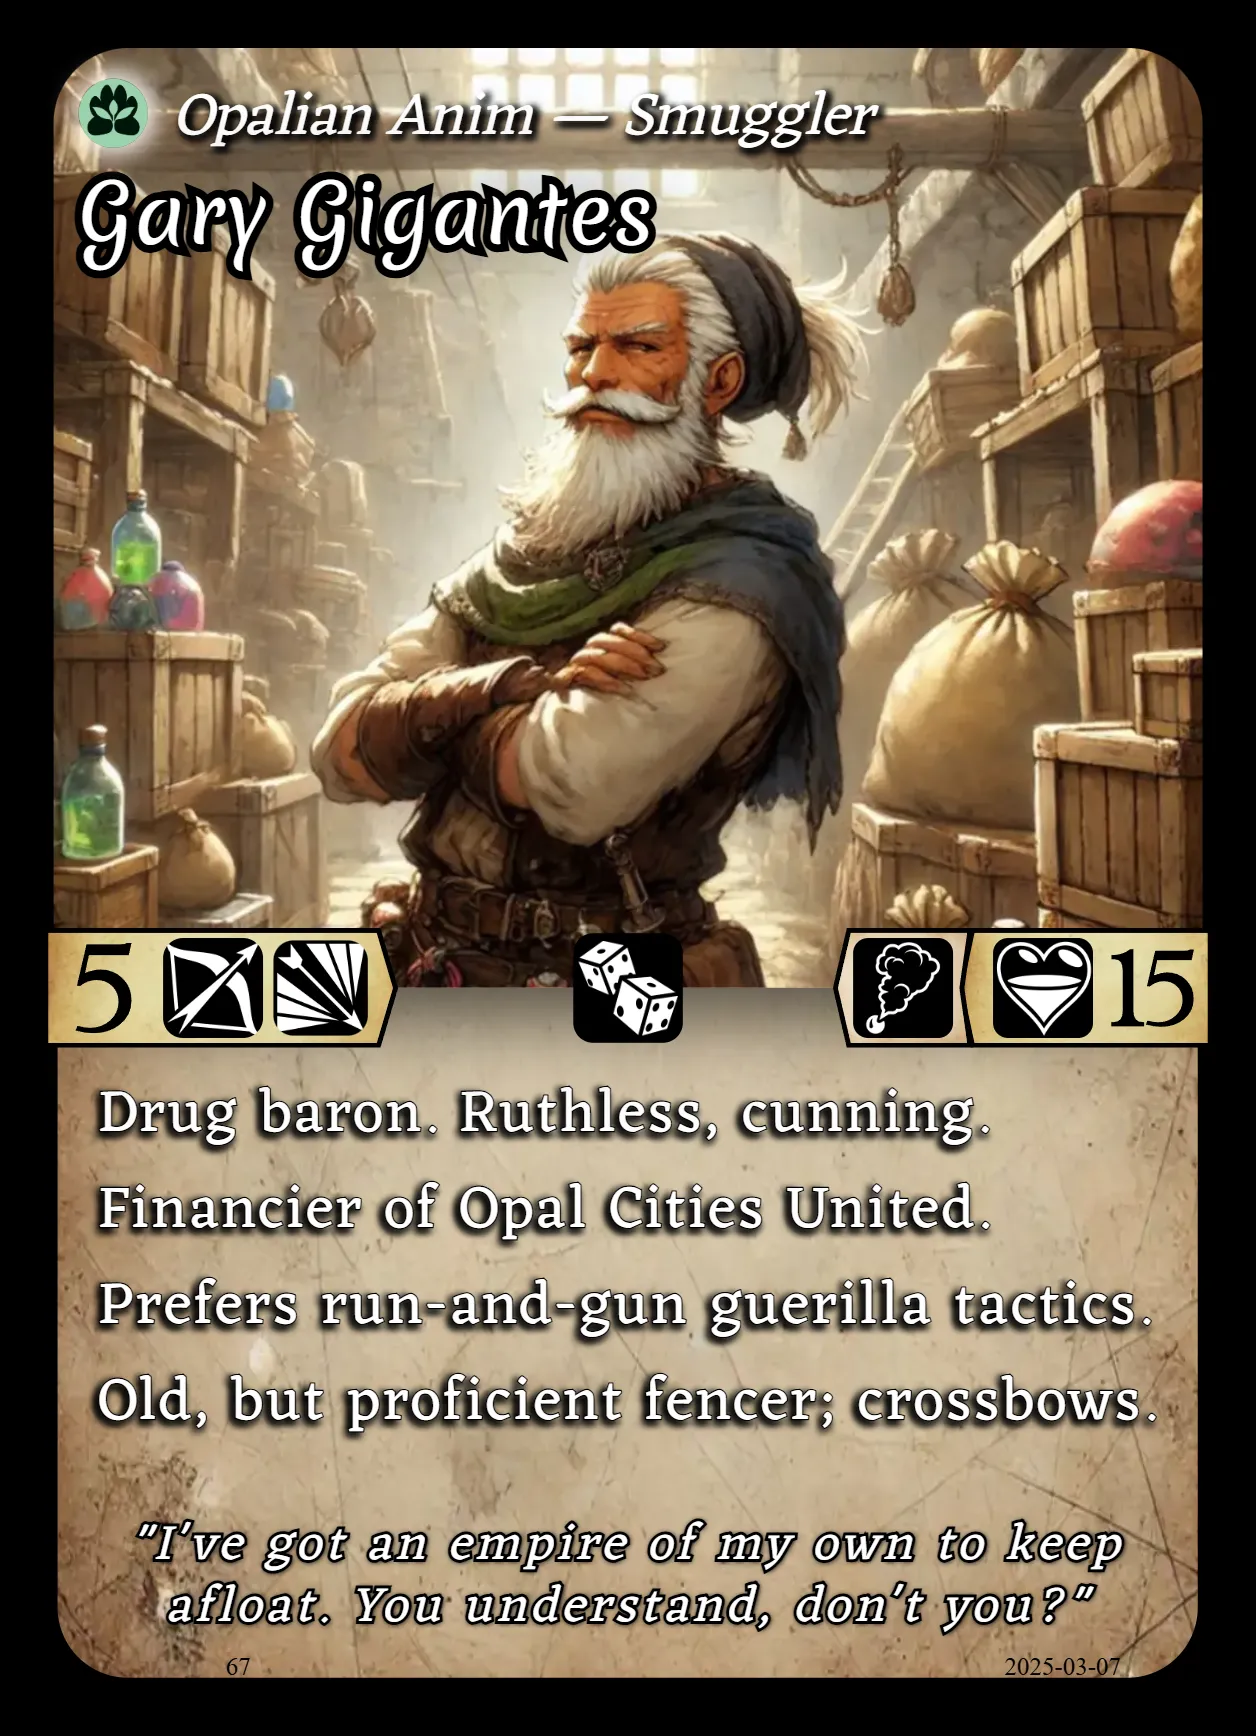 Opalian Anim — Smuggler
Gary Gigantes
5 15
Drug baron. Ruthless, cunning.
Financier of Opal Cities United.
Prefers run-and-gun guerilla tactics.
Old, but proficient fencer; crossbows.
"I've got an empire of my own to keep
afloat. You understand, don't you?"
67 2025-03-07